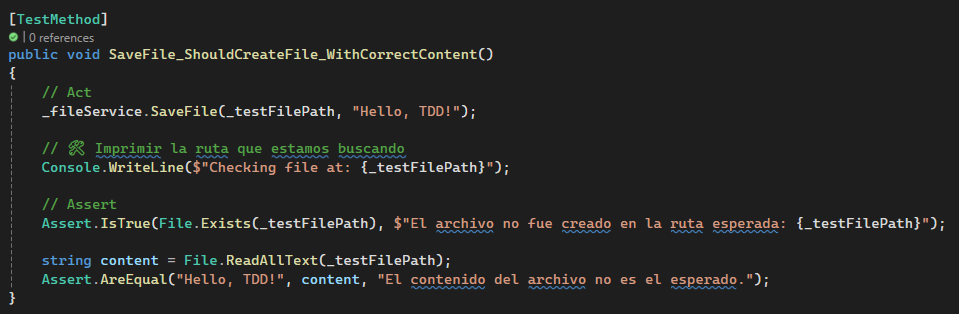 [TestMethod]
| 0 references
public void SaveFile_ShouldCreateFile_WithCorrectContent()
{
// Act
_fileService.SaveFile(_testFilePath, "Hello, TDD!");
// 🛠 Imprimir la ruta que estamos buscando
Console.WriteLine($"Checking file at: {_testFilePath}");
// Assert
Assert.IsTrue(File.Exists(_testFilePath), $"El archivo no fue creado en la ruta esperada: {_testFilePath}");
string content = File.ReadAllText(_testFilePath);
Assert.AreEqual("Hello, TDD!", content, "El contenido del archivo no es el esperado.");
}